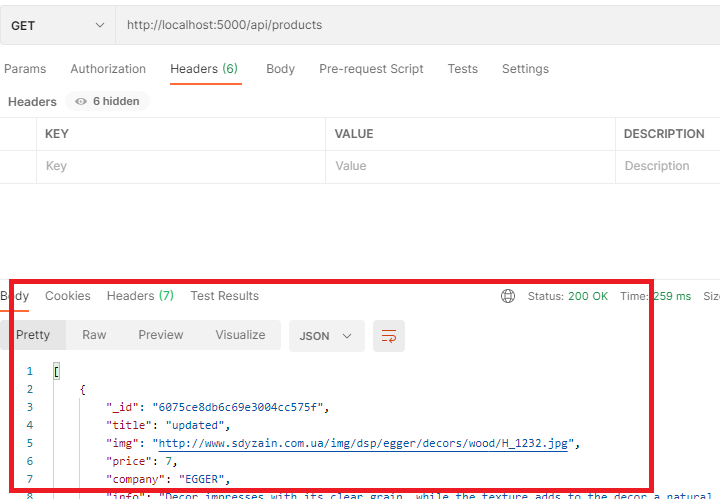 GET http://localhost:5000/api/products
Params Authorization Headers (6) Body Pre-request Script Tests Settings
Headers 6 hidden
KEY VALUE DESCRIPTION
Key Value Description
Body Cookies Headers (7) Test Results Status: 200 OK Time: 259 ms
Pretty Raw Preview Visualize JSON
1 [
2 {
3 "_id": "6075ce8db6c69e3004cc575f",
4 "title": "updated",
5 "img": "http://www.sdyzain.com.ua/img/dsp/egger/decors/wood/H_1232.jpg",
6 "price": 7,
7 "company": "EGGER",
8 "info": "Decor impresses with its clear grain, while the texture adds to the decor a natural